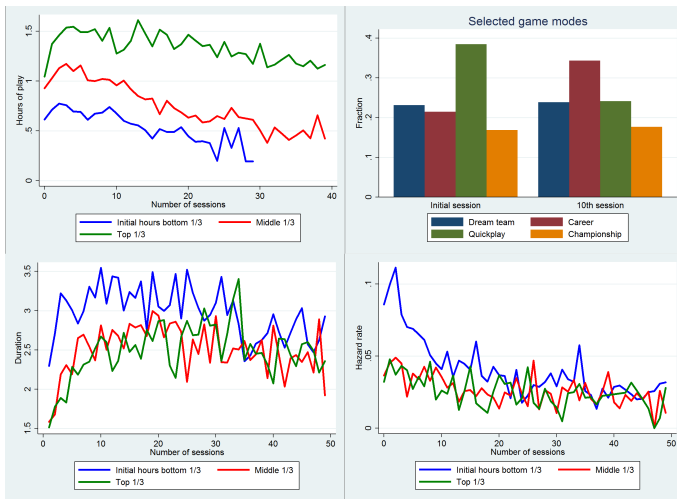 Hours of play
0
.5
1
1.5
0
10
20
30
40
Number of sessions
Initial hours bottom 1/3
Middle 1/3
Top 1/3
Selected game modes
Fraction
0
.1
.2
.3
.4
Initial session
10th session
Dream team
Career
Quickplay
Championship
Duration
1.5
2
2.5
3
3.5
0
10
20
30
40
50
Number of sessions
Initial hours bottom 1/3
Middle 1/3
Top 1/3
Hazard rate
0
.05
.1
0
10
20
30
40
50
Number of sessions
Initial hours bottom 1/3
Middle 1/3
Top 1/3